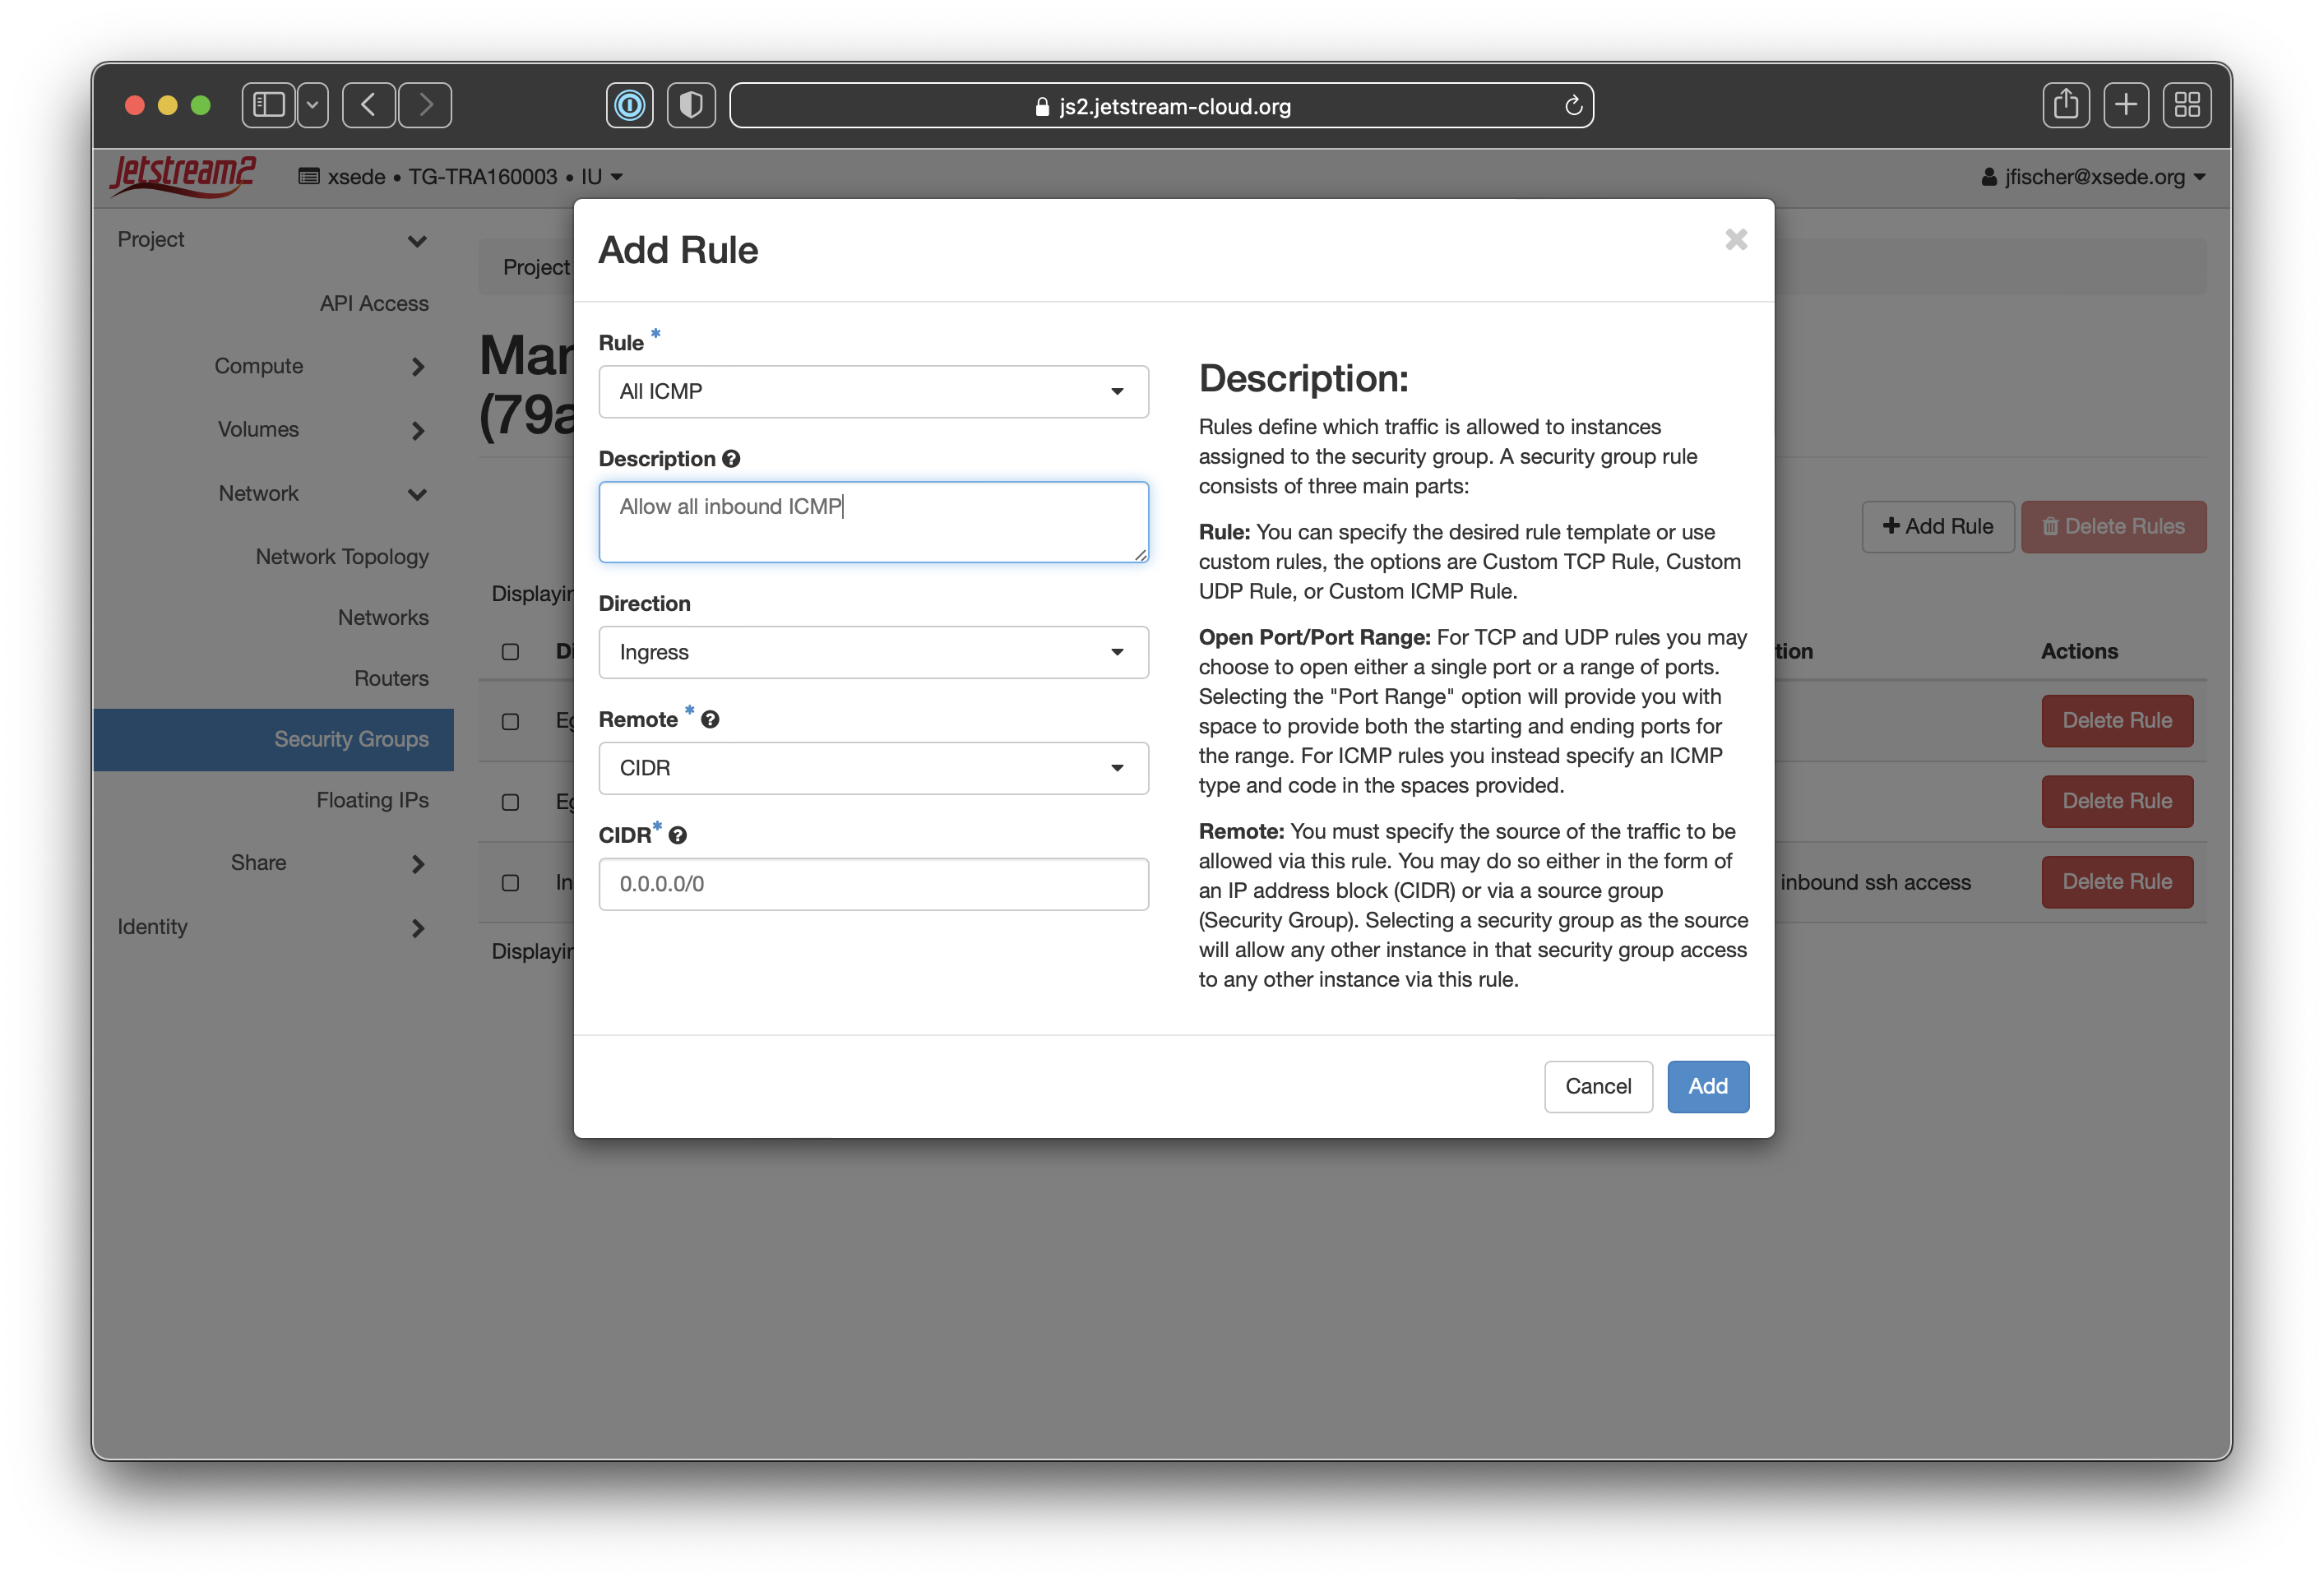 js2.jetstream-cloud.org
Jetstream2
xsede • TG-TRA160003 • IU
jfischer@xsede.org
Project
API Access
Compute
Volumes
Network
Network Topology
Networks
Routers
Security Groups
Floating IPs
Share
Identity
Project
(79a
Add Rule
Delete Rules
Actions
Delete Rule
Delete Rule
inbound ssh access
Delete Rule
Add Rule
Rule *
All ICMP
Description
Allow all inbound ICMP
Direction
Ingress
Remote *
CIDR
CIDR*
0.0.0.0/0
Description:
Rules define which traffic is allowed to instances
assigned to the security group. A security group rule
consists of three main parts:
Rule: You can specify the desired rule template or use
custom rules, the options are Custom TCP Rule, Custom
UDP Rule, or Custom ICMP Rule.
Open Port/Port Range: For TCP and UDP rules you may
choose to open either a single port or a range of ports.
Selecting the "Port Range" option will provide you with
space to provide both the starting and ending ports for
the range. For ICMP rules you instead specify an ICMP
type and code in the spaces provided.
Remote: You must specify the source of the traffic to be
allowed via this rule. You may do so either in the form of
an IP address block (CIDR) or via a source group
(Security Group). Selecting a security group as the source
will allow any other instance in that security group access
to any other instance via this rule.
Cancel
Add